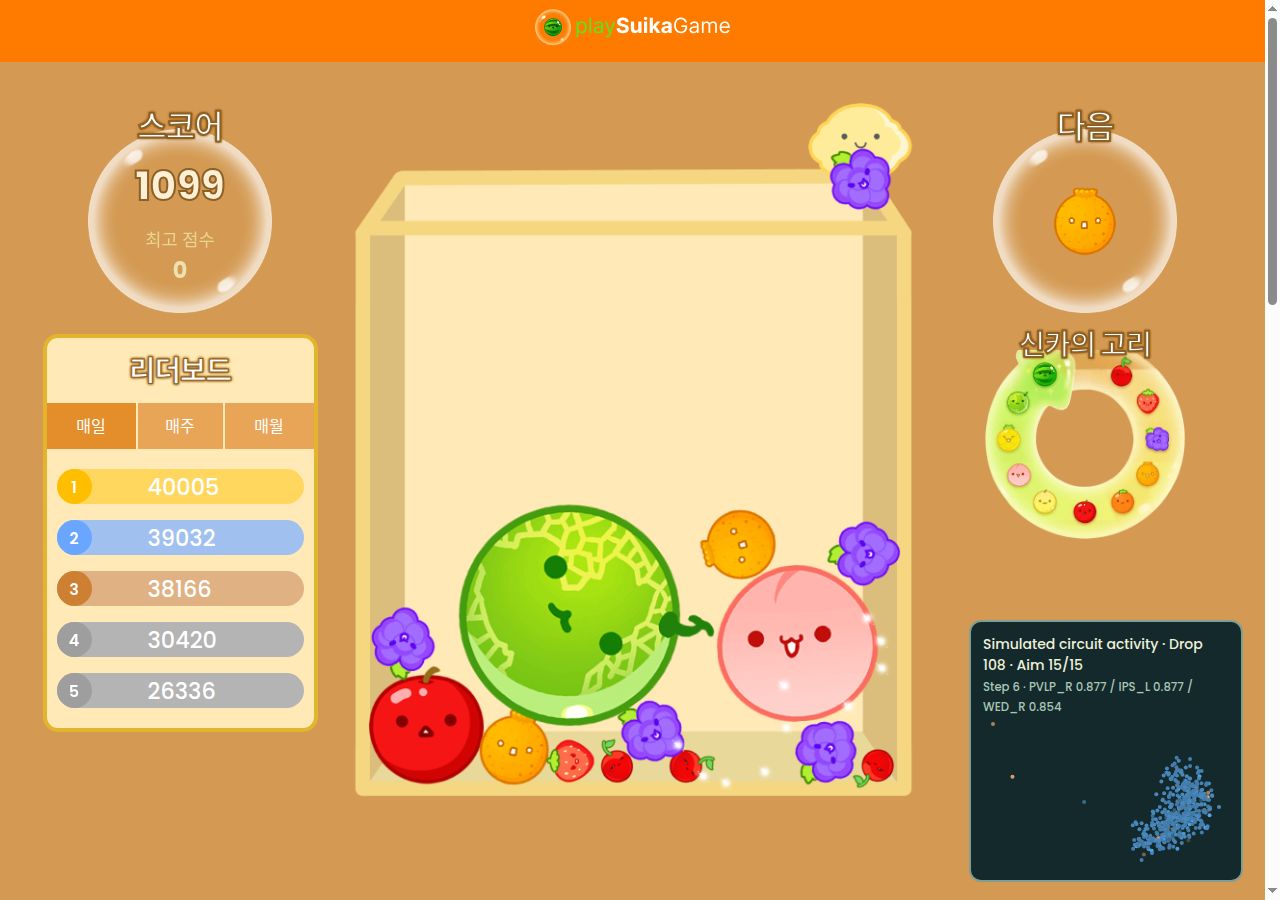 playSuikaGame
스코어
1099
최고 점수
0
리더보드
매일 매주 매월
1 40005
2 39032
3 38166
4 30420
5 26336
다음
신카의 고리
Simulated circuit activity · Drop
108 · Aim 15/15
Step 6 · PVLP_R 0.877 / IPS_L 0.877 /
WED_R 0.854